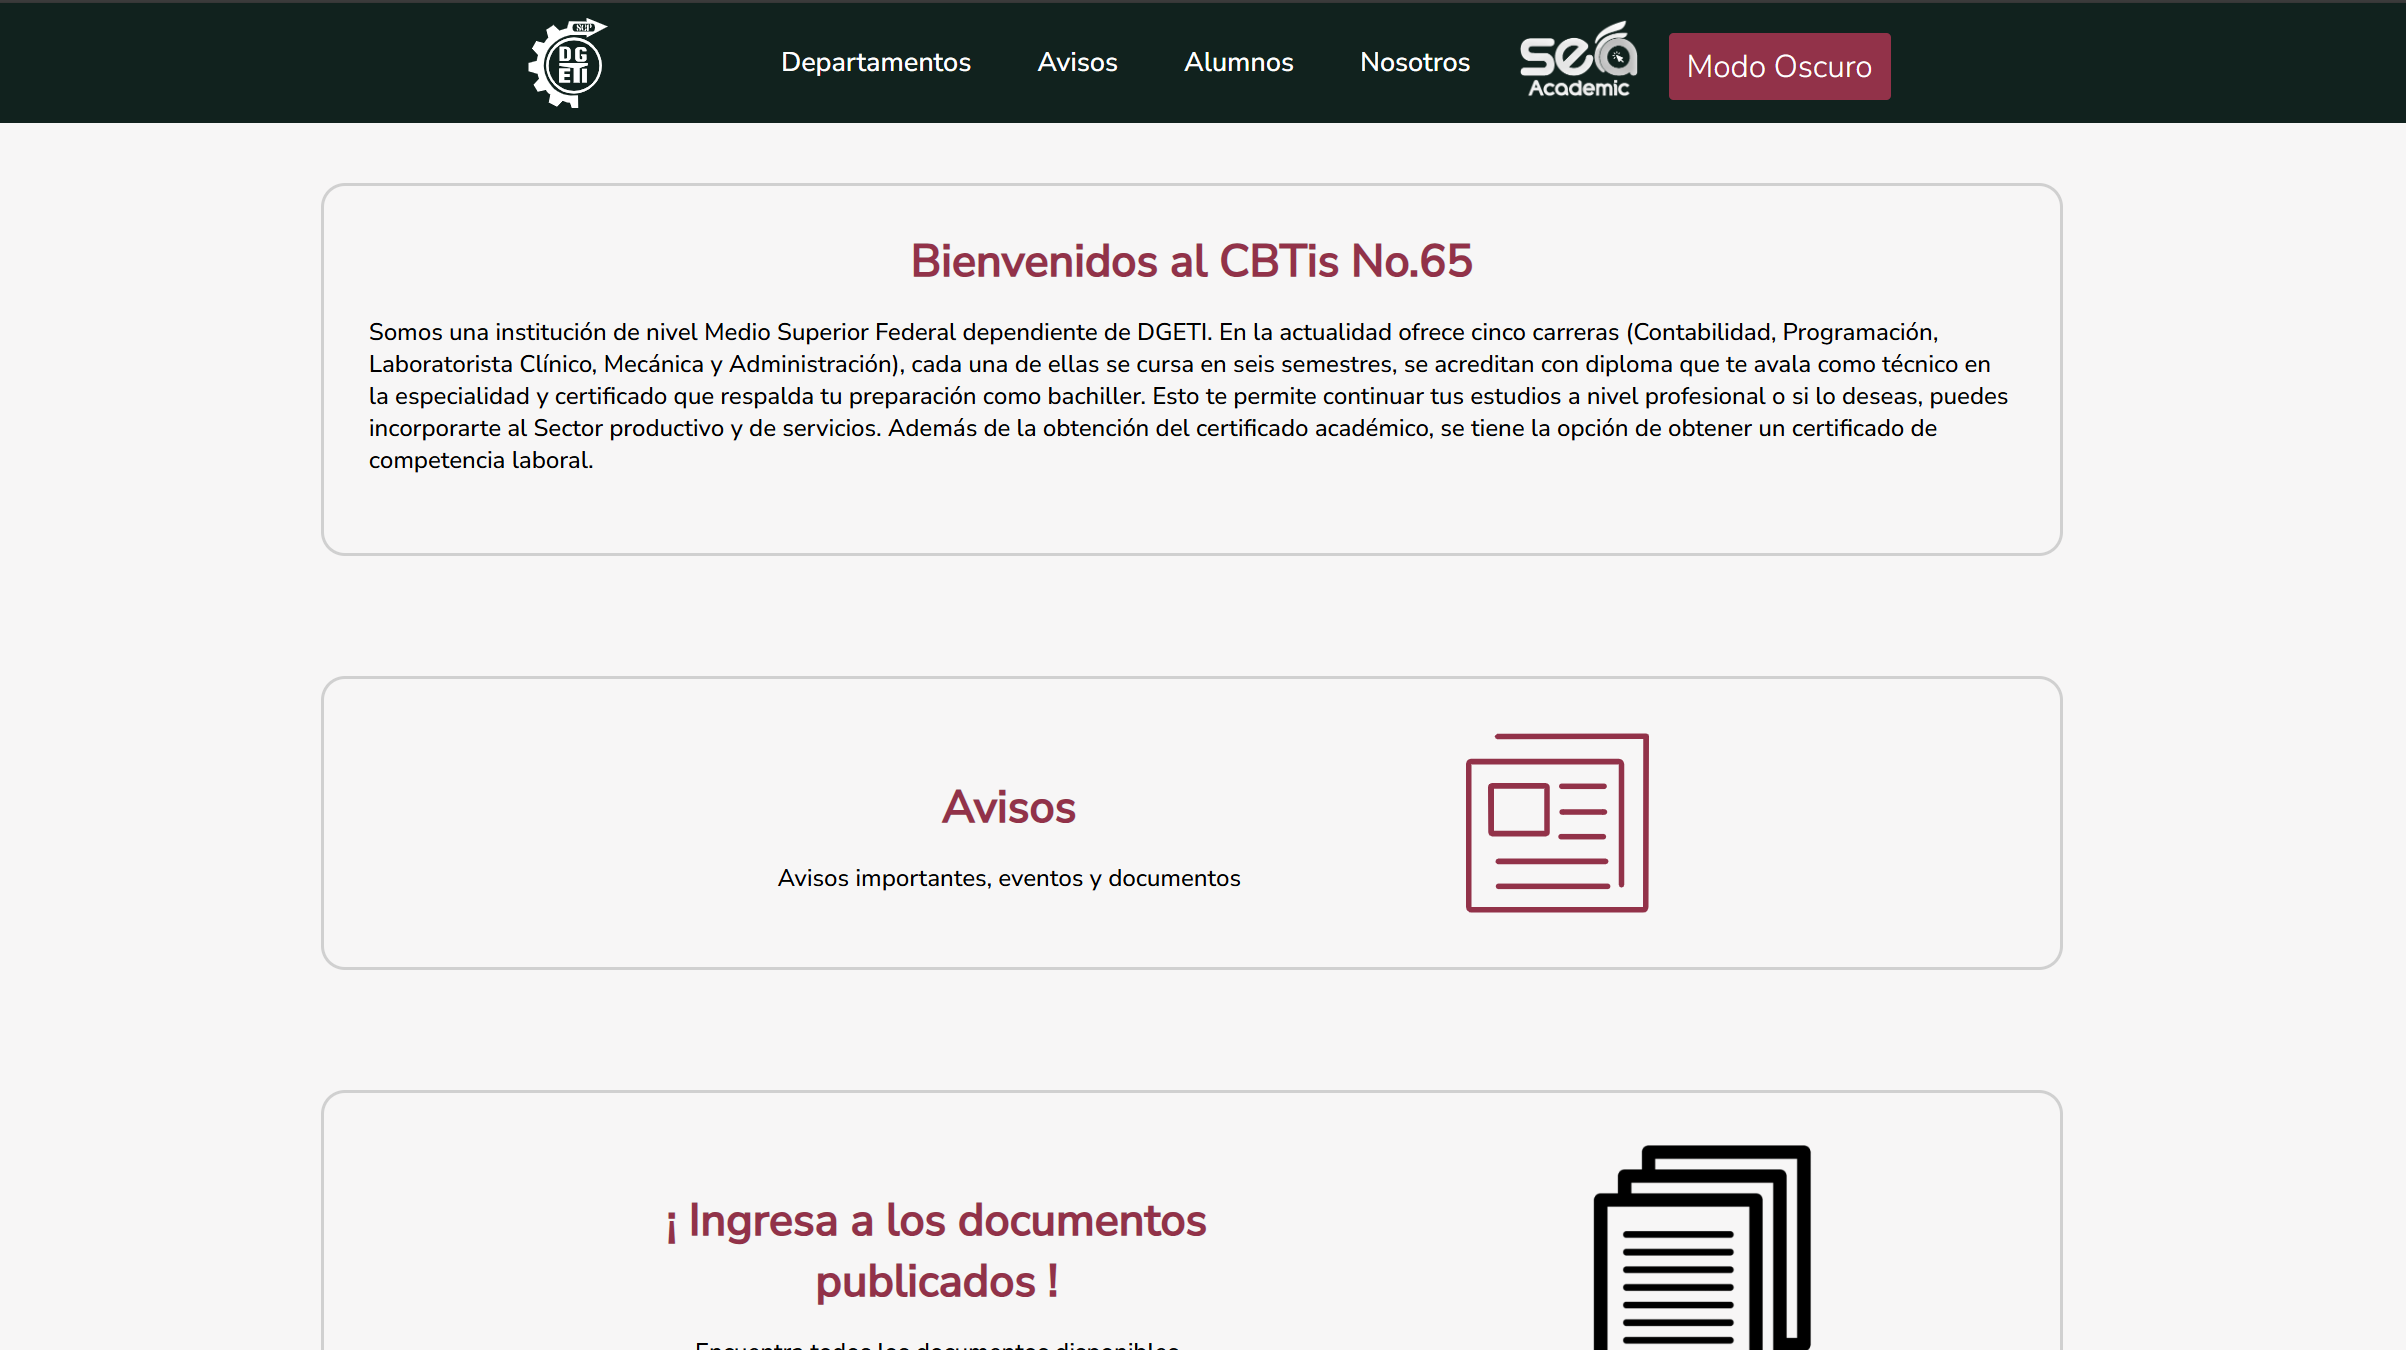 SEP
DG
ETI
Departamentos
Avisos
Alumnos
Nosotros
sea
Academic
Modo Oscuro
Bienvenidos al CBTis No.65
Somos una institución de nivel Medio Superior Federal dependiente de DGETI. En la actualidad ofrece cinco carreras (Contabilidad, Programación,
Laboratorista Clínico, Mecánica y Administración), cada una de ellas se cursa en seis semestres, se acreditan con diploma que te avala como técnico en
la especialidad y certificado que respalda tu preparación como bachiller. Esto te permite continuar tus estudios a nivel profesional o si lo deseas, puedes
incorporarte al Sector productivo y de servicios. Además de la obtención del certificado académico, se tiene la opción de obtener un certificado de
competencia laboral.
Avisos
Avisos importantes, eventos y documentos
¡ Ingresa a los documentos
publicados !
Encuentra todos los documentos disponibles